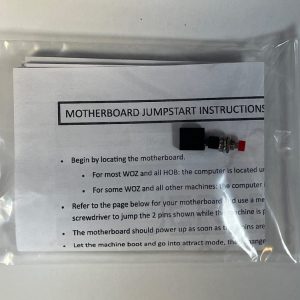 MOTHERBOARD JUMPSTART INSTRUCTIONS
• Begin by locating the motherboard.
• For most WOZ and all HOB: the computer is located un
• For some WOZ and all other machines: the computer
• Refer to the page below for your motherboard and use a me
screwdriver to jump the 2 pins shown while the machine is p
• The motherboard should power up as soon as the pins are
• Let the machine boot and go into attract mode, then